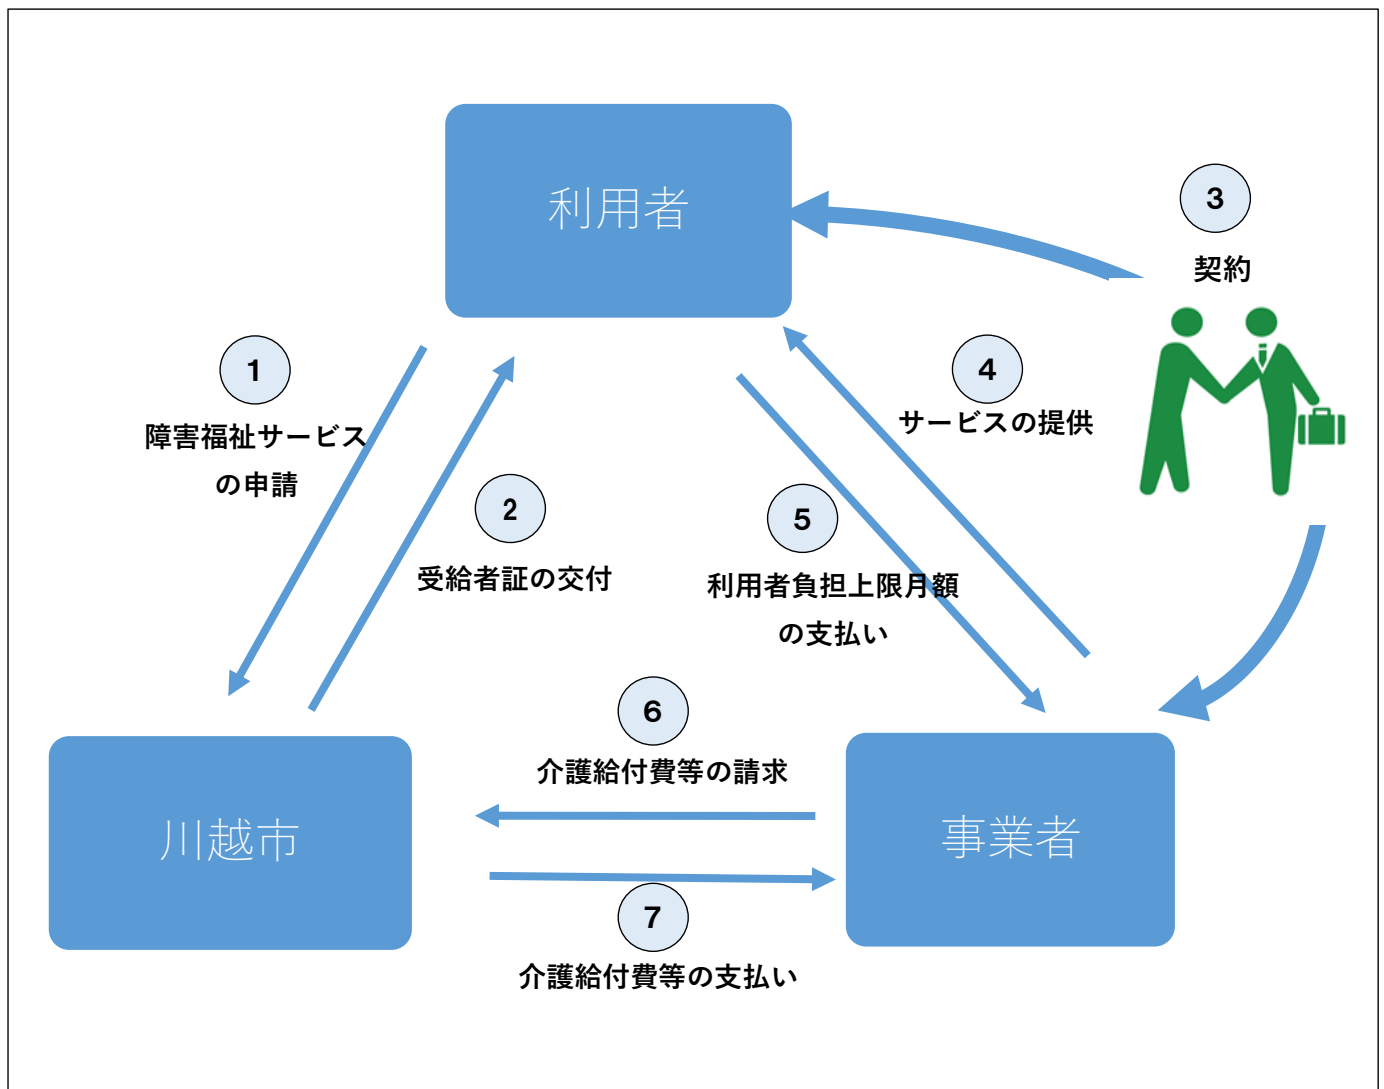 利用者
3
契約
1
障害福祉サービス
の申請
4
サービスの提供
2
受給者証の交付
5
利用者負担上限月額
の支払い
6
介護給付費等の請求
川越市
事業者
7
介護給付費等の支払い